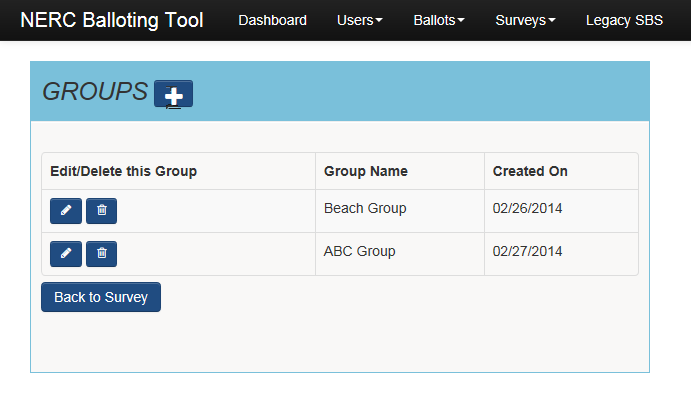 NERC Balloting Tool Dashboard Users Ballots Surveys Legacy SBS
GROUPS
Edit/Delete this Group Group Name Created On
Beach Group 02/26/2014
ABC Group 02/27/2014
Back to Survey